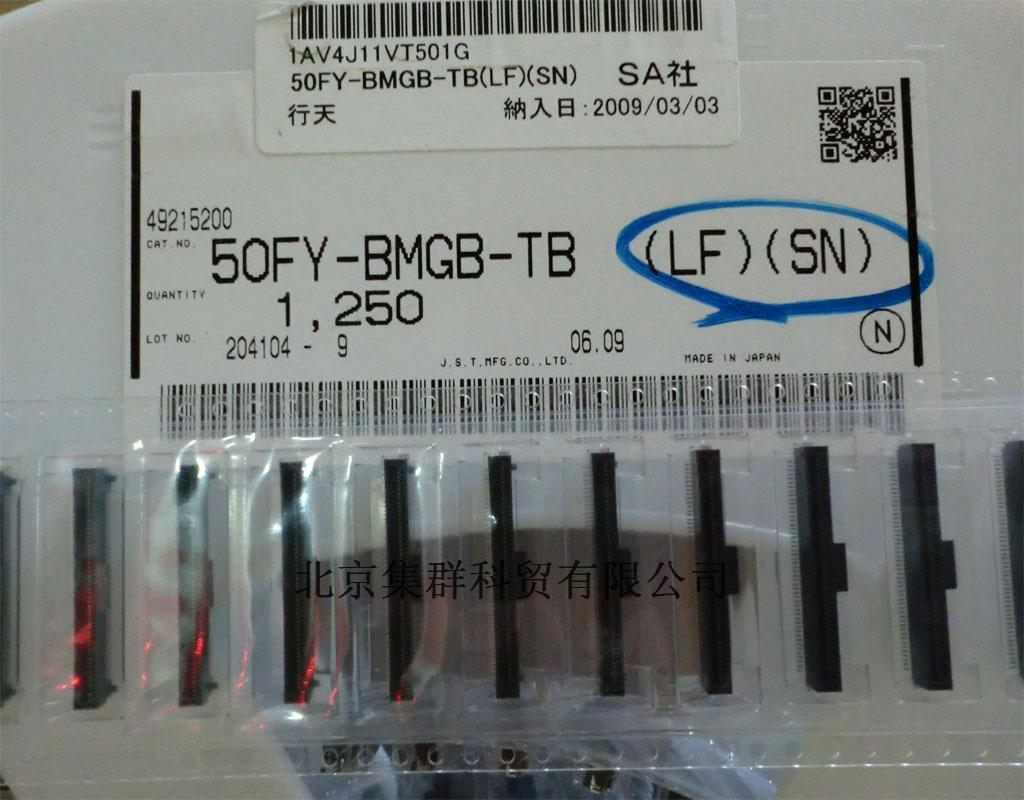 1AV4J11VT501G
50FY-BMGB-TB(LF)(SN) SA社
行天 納入日:2009/03/03
49215200
CAT.NO. 50FY-BMGB-TB (LF)(SN)
QUANTITY 1,250
LOT NO. 204104 - 9 06.09
J.S.T.MFG.CO.,LTD. MADE IN JAPAN
N
北京集群科贸有限公司